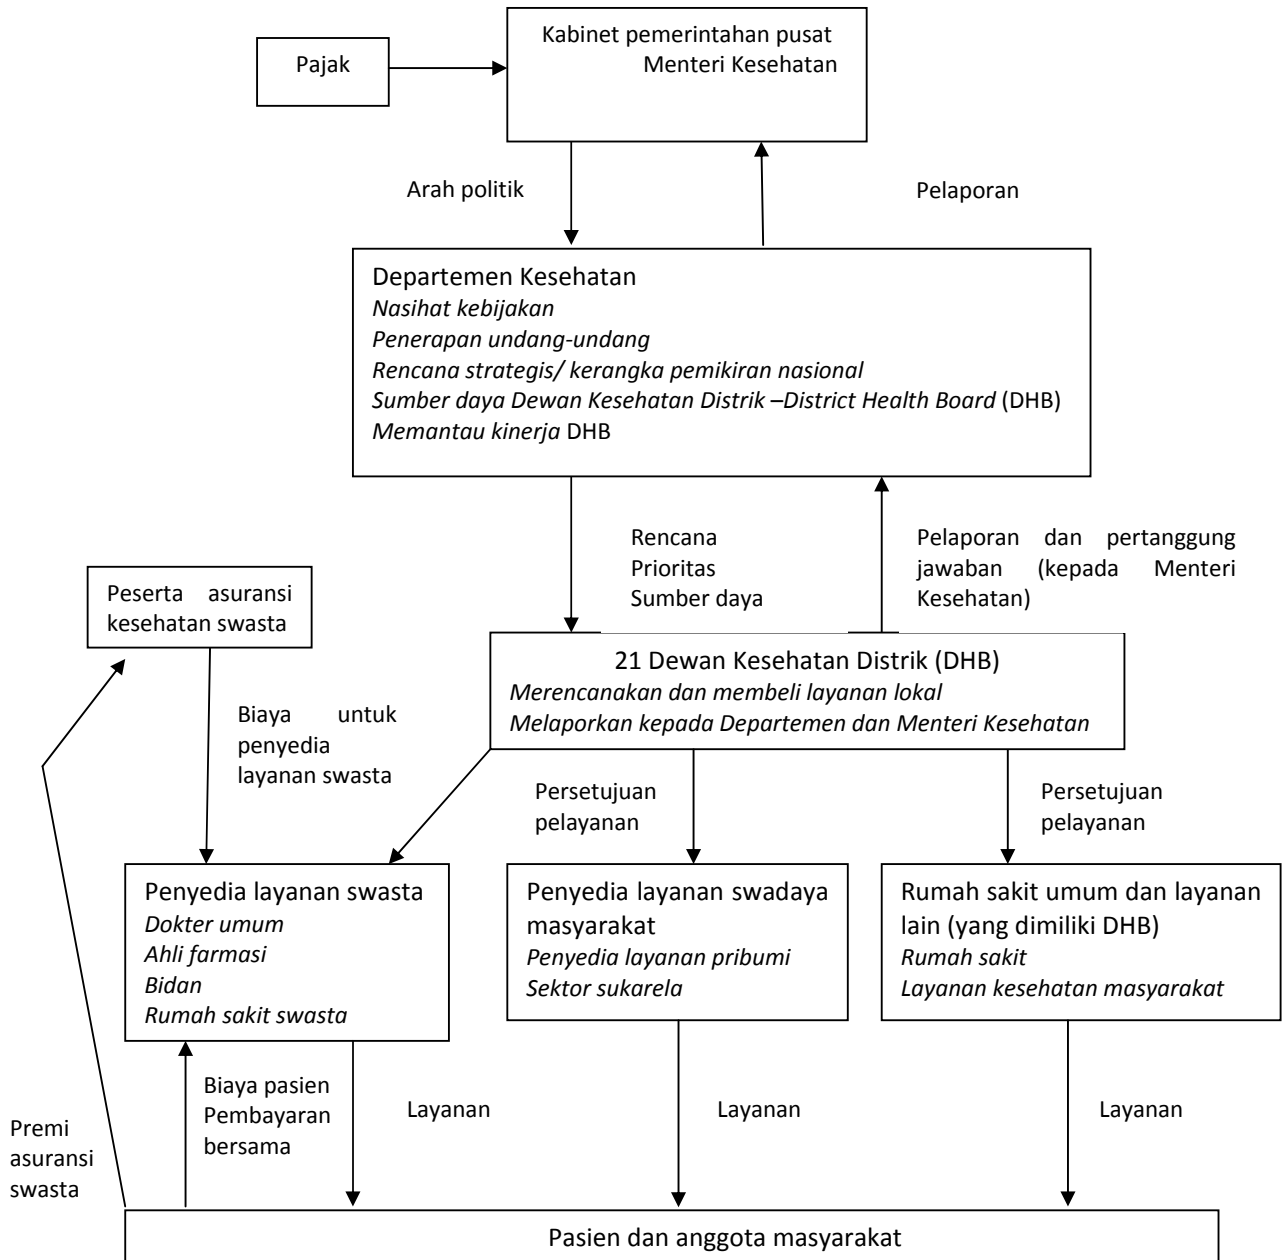 Kabinet pemerintahan pusat
Menteri Kesehatan
Pajak
Arah politik
Pelaporan
Departemen Kesehatan
Nasihat kebijakan
Penerapan undang-undang
Rencana strategis/ kerangka pemikiran nasional
Sumber daya Dewan Kesehatan Distrik –District Health Board (DHB)
Memantau kinerja DHB
Rencana
Prioritas
Sumber daya
Pelaporan dan pertanggung
jawaban (kepada Menteri
Kesehatan)
Peserta asuransi
kesehatan swasta
21 Dewan Kesehatan Distrik (DHB)
Merencanakan dan membeli layanan lokal
Melaporkan kepada Departemen dan Menteri Kesehatan
Biaya untuk
penyedia
layanan swasta
Persetujuan
pelayanan
Persetujuan
pelayanan
Penyedia layanan swasta
Dokter umum
Ahli farmasi
Bidan
Rumah sakit swasta
Penyedia layanan swadaya
masyarakat
Penyedia layanan pribumi
Sektor sukarela
Rumah sakit umum dan layanan
lain (yang dimiliki DHB)
Rumah sakit
Layanan kesehatan masyarakat
Premi
asuransi
swasta
Biaya pasien
Pembayaran
bersama
Layanan
Layanan
Layanan
Pasien dan anggota masyarakat